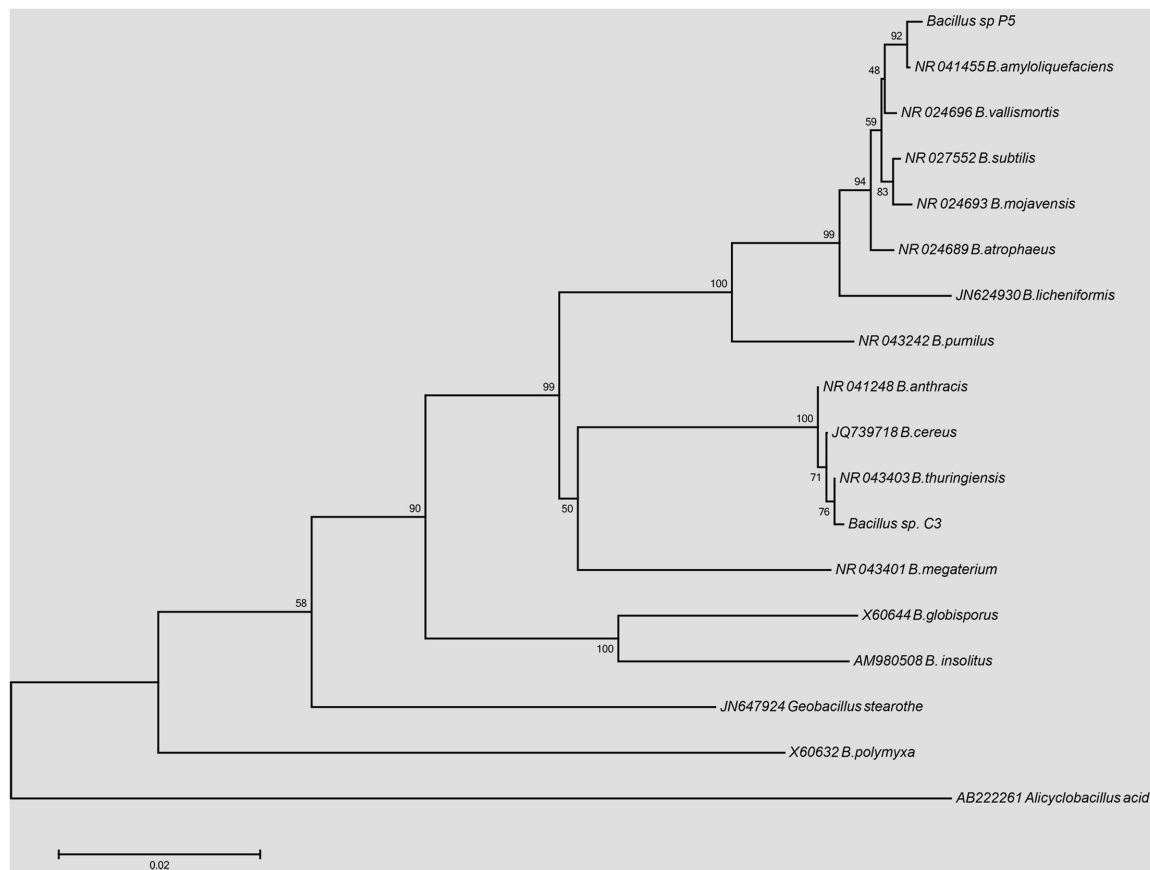 Bacillus sp P5
92
NR 041455 B.amyloliquefaciens
48
NR 024696 B.vallismortis
59
NR 027552 B.subtilis
94
83
NR 024693 B.mojavensis
99
NR 024689 B.atrophaeus
100
JN624930 B.licheniformis
NR 043242 B.pumilus
99
NR 041248 B.anthracis
100
JQ739718 B.cereus
71
NR 043403 B.thuringiensis
90
50
76
Bacillus sp. C3
NR 043401 B.megaterium
58
X60644 B.globisporus
100
AM980508 B. insolitus
JN647924 Geobacillus stearothe
X60632 B.polymyxa
AB222261 Alicyclobacillus acid
0.02